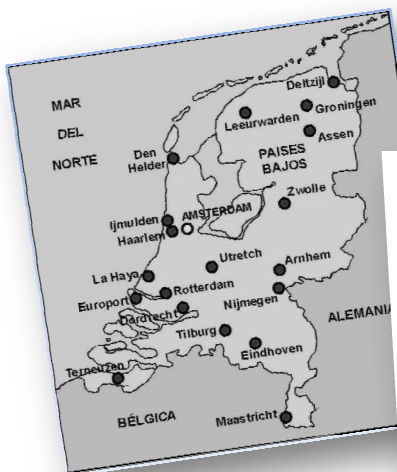 MAR
DEL
NORTE
Deltzijl
Groningen
Leeurwarden
Assen
Den
Helder
PAISES
BAJOS
Zwolle
Ijmulden
AMSTERDAM
Haarlem
Utretch
Arnhem
La Haya
Rotterdam
Europort
Nijmegen
Dordrecht
ALEMANIA
Tilburg
Eindhoven
Terneuzen
BÉLGICA
Maastricht